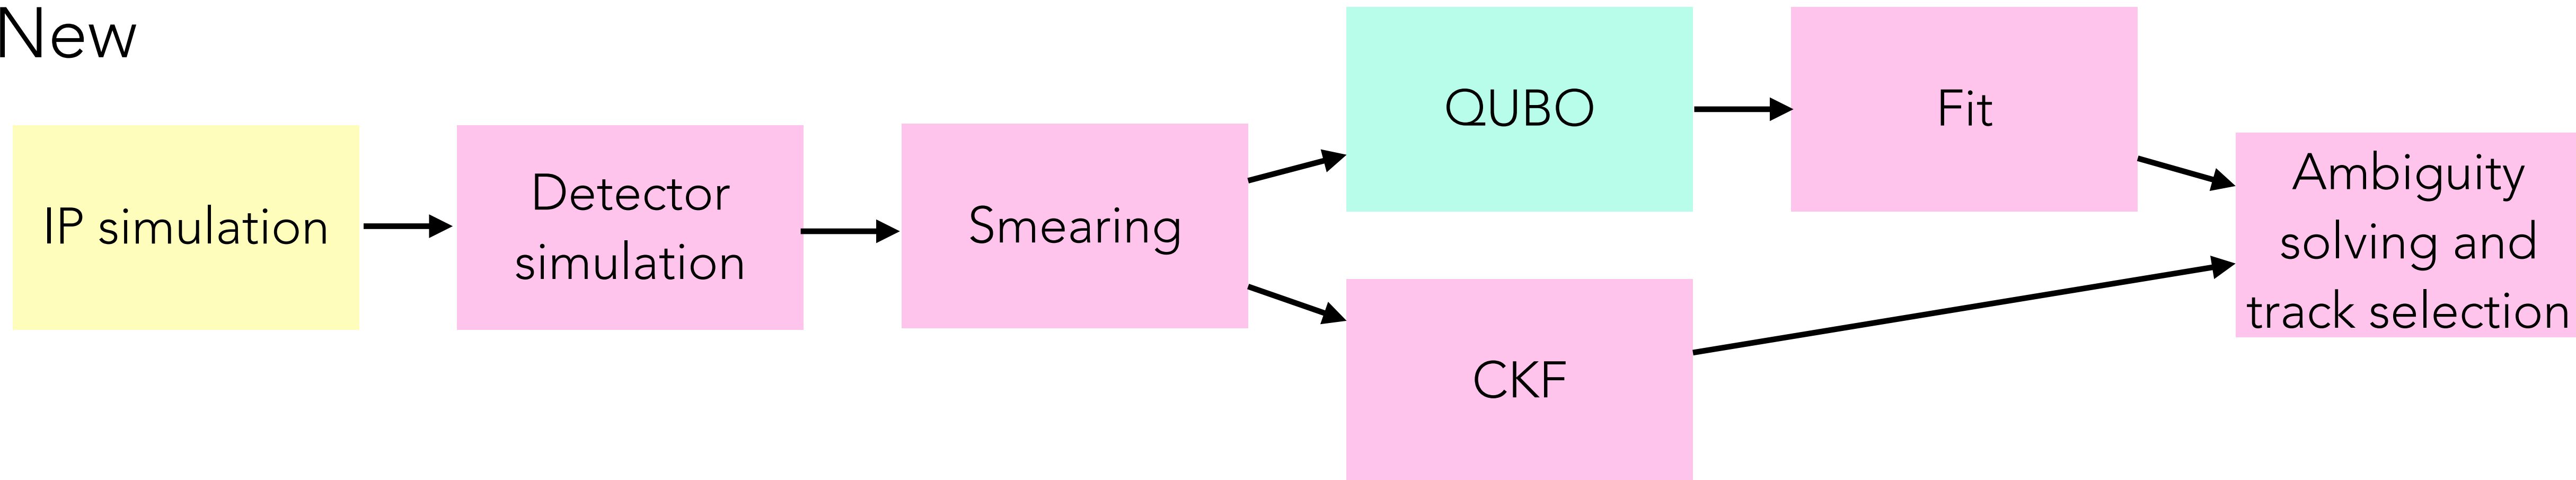 New
IP simulation
Detector
simulation
Smearing
QUBO
Fit
CKF
Ambiguity
solving and
track selection